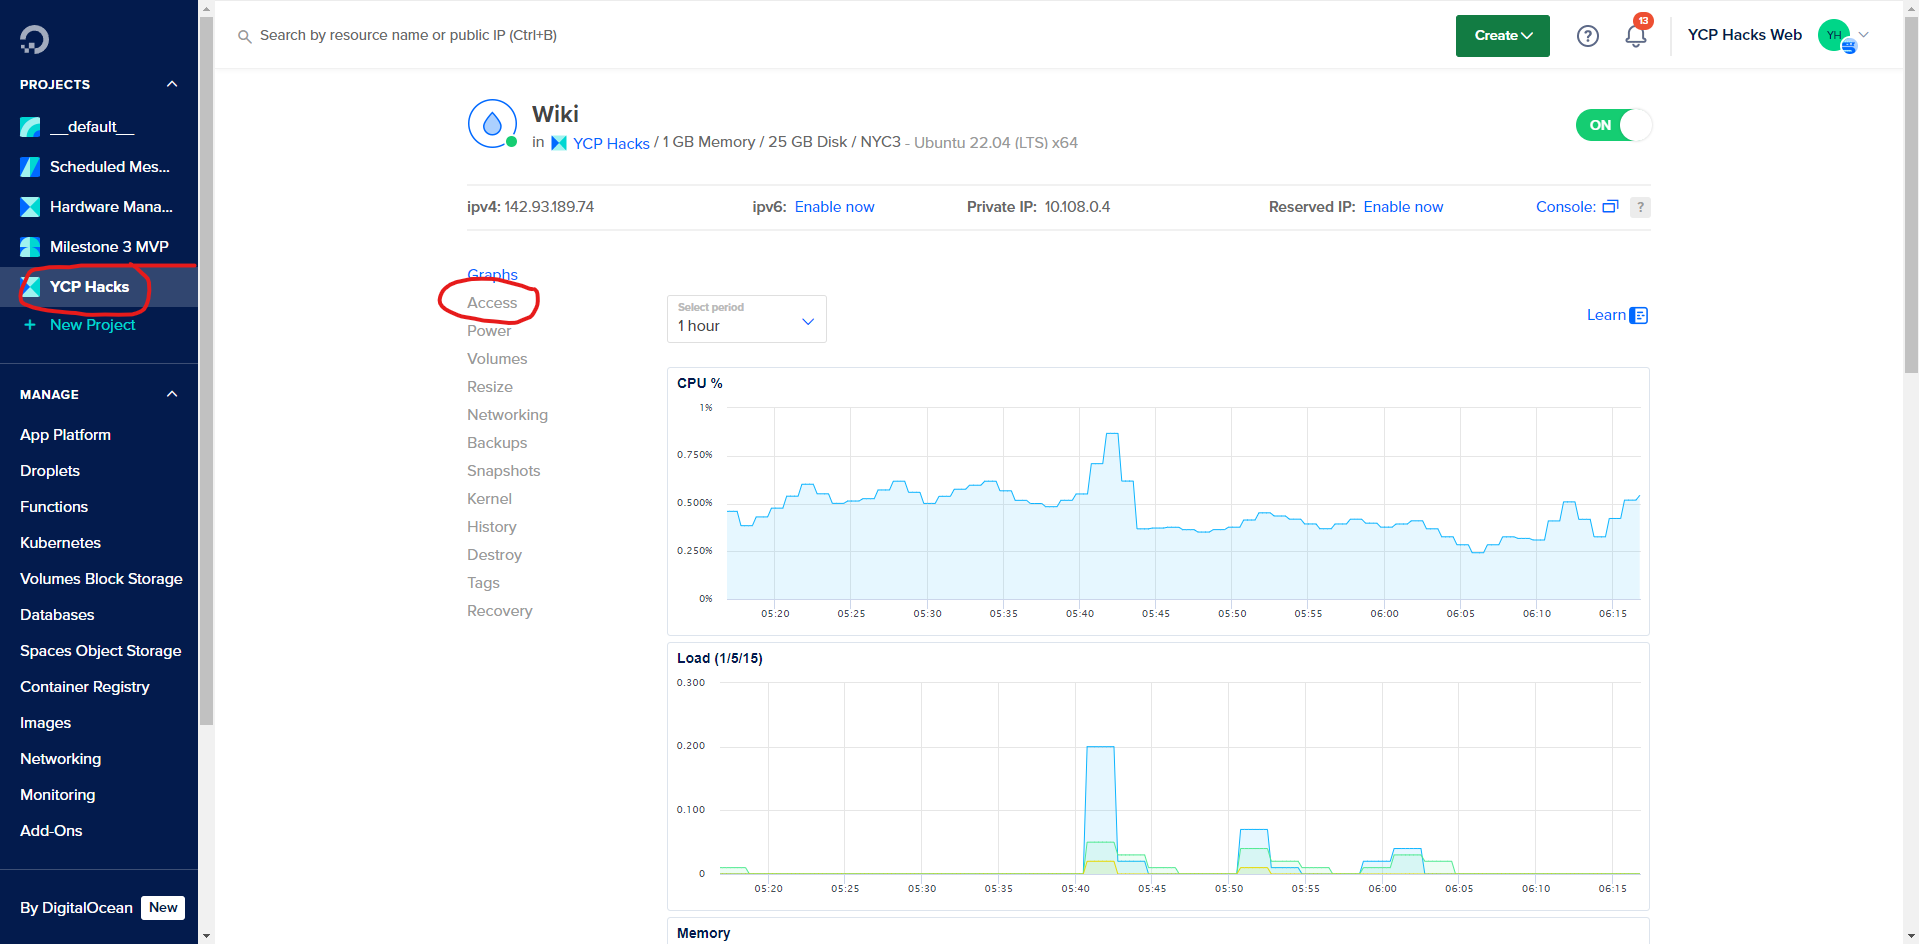 PROJECTS
__default__
Scheduled Mes...
Hardware Mana...
Milestone 3 MVP
YCP Hacks
+ New Project
MANAGE
App Platform
Droplets
Functions
Kubernetes
Volumes Block Storage
Databases
Spaces Object Storage
Container Registry
Images
Networking
Monitoring
Add-Ons
By DigitalOcean New
Search by resource name or public IP (Ctrl+B)
Create
?
13
YCP Hacks Web
YH
Wiki
in YCP Hacks / 1 GB Memory / 25 GB Disk / NYC3 - Ubuntu 22.04 (LTS) x64
ON
ipv4: 142.93.189.74
ipv6: Enable now
Private IP: 10.108.0.4
Reserved IP: Enable now
Console: ?
Graphs
Access
Power
Volumes
Resize
Networking
Backups
Snapshots
Kernel
History
Destroy
Tags
Recovery
Select period
1 hour
Learn
CPU %
1%
0.750%
0.500%
0.250%
0%
05:20 05:25 05:30 05:35 05:40 05:45 05:50 05:55 06:00 06:05 06:10 06:15
Load (1/5/15)
0.300
0.200
0.100
0
05:20 05:25 05:30 05:35 05:40 05:45 05:50 05:55 06:00 06:05 06:10 06:15
Memory